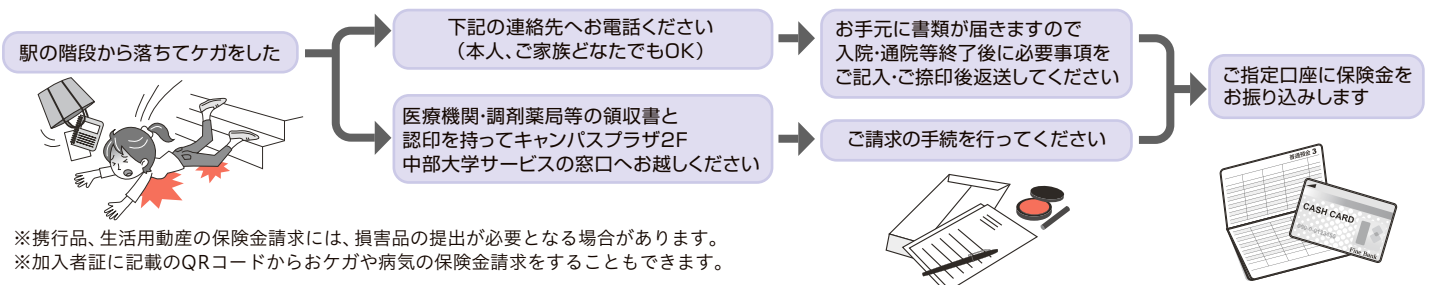 駅の階段から落ちてケガをした
下記の連絡先へお電話ください
（本人、ご家族どなたでもOK）
お手元に書類が届きますので
入院・通院等終了後に必要事項を
ご記入・ご捺印後返送してください
医療機関・調剤薬局等の領収書と
認印を持ってキャンパスプラザ2F
中部大学サービスの窓口へお越しください
ご請求の手続を行ってください
ご指定口座に保険金を
お振り込みします
普通預金 3
CASH CARD
Fine Bank
※携行品、生活用動産の保険金請求には、損害品の提出が必要となる場合があります。
※加入者証に記載のQRコードからおケガや病気の保険金請求をすることもできます。